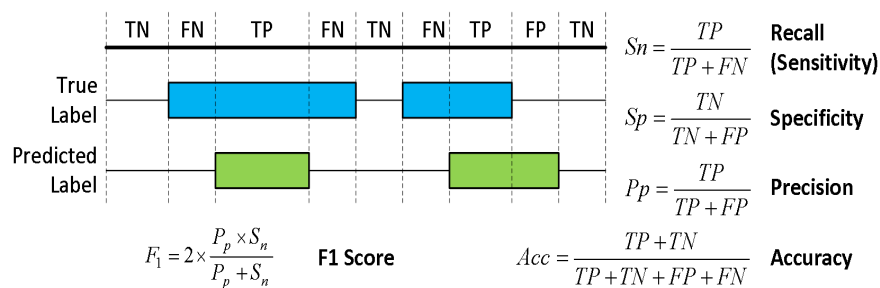 TN FN TP FN TN FN TP FP TN
True
Label
Predicted
Label
Sn = TP / (TP + FN) Recall
(Sensitivity)
Sp = TN / (TN + FP) Specificity
Pp = TP / (TP + FP) Precision
F₁ = 2 × (Pₚ × Sₙ) / (Pₚ + Sₙ) F1 Score
Acc = (TP + TN) / (TP + TN + FP + FN) Accuracy